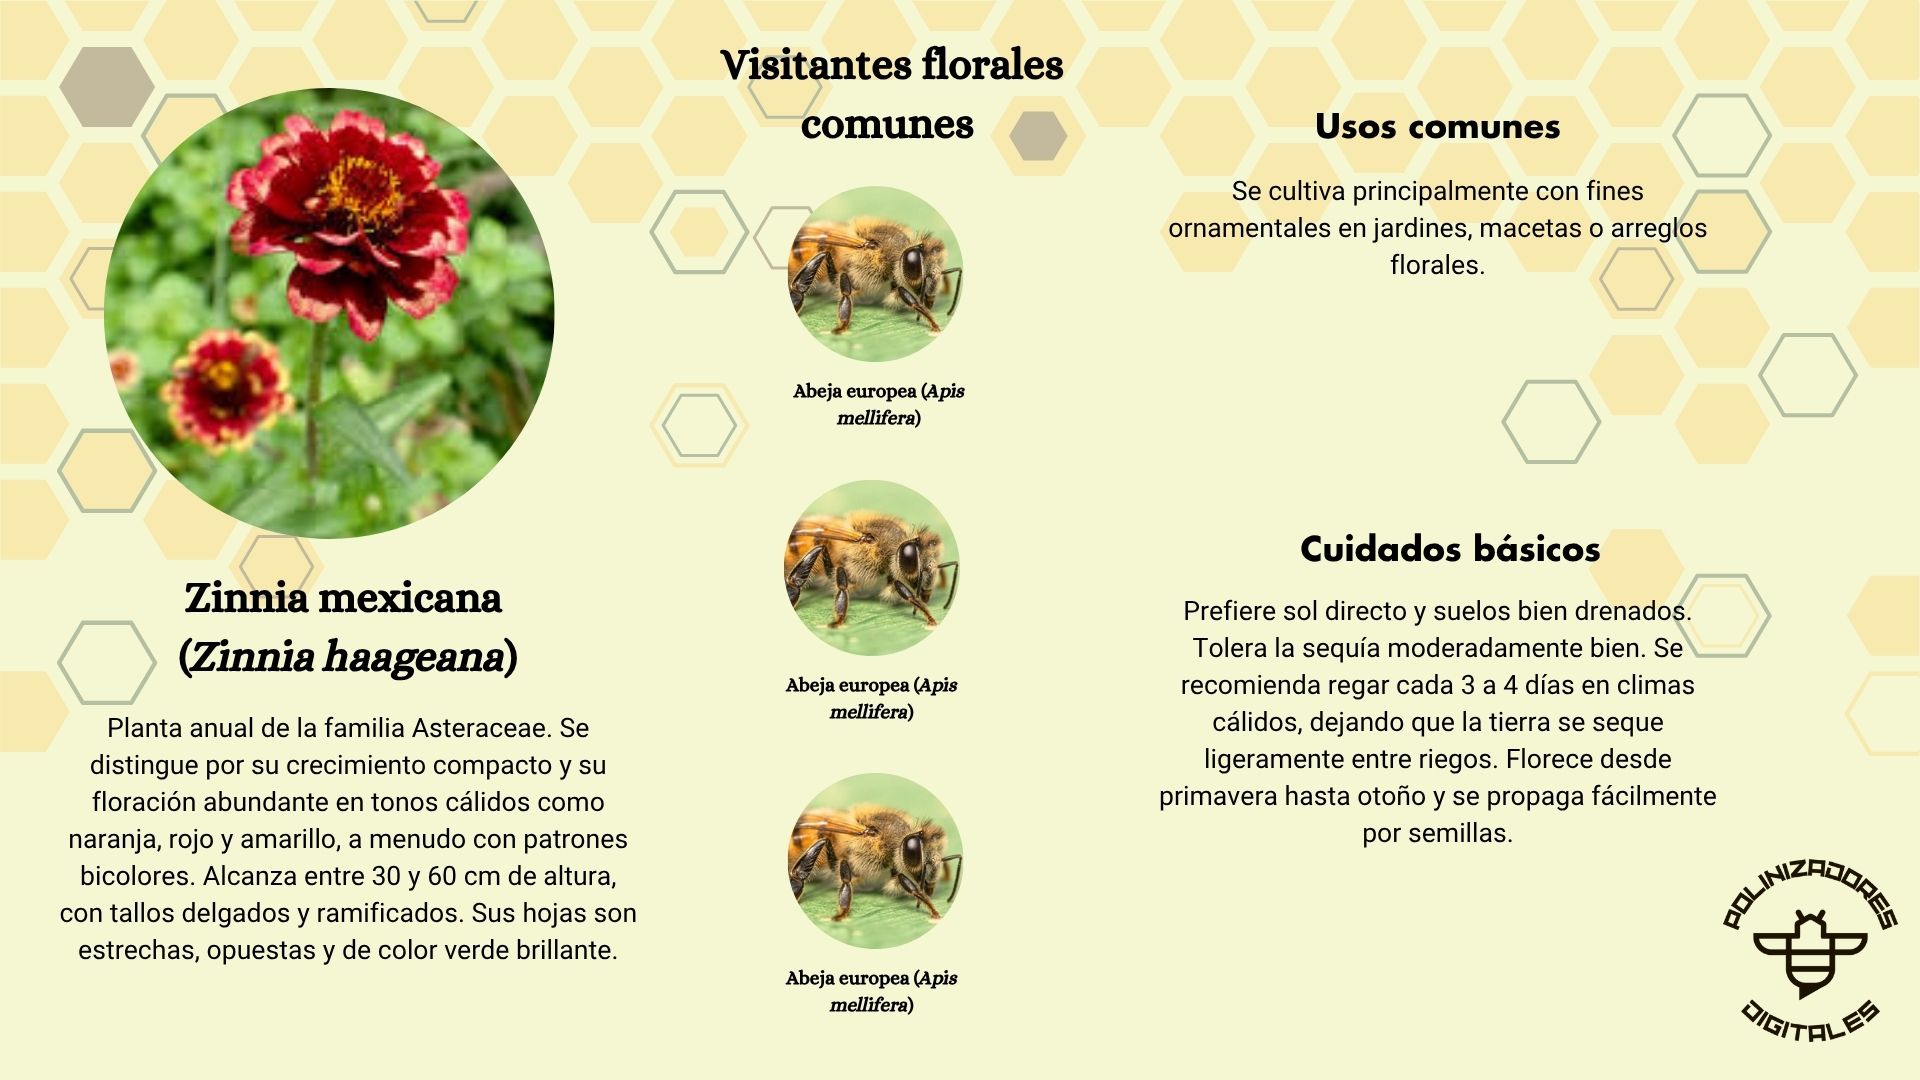 Zinnia mexicana
(Zinnia haageana)
Planta anual de la familia Asteraceae. Se
distingue por su crecimiento compacto y su
floración abundante en tonos cálidos como
naranja, rojo y amarillo, a menudo con patrones
bicolores. Alcanza entre 30 y 60 cm de altura,
con tallos delgados y ramificados. Sus hojas son
estrechas, opuestas y de color verde brillante.
Visitantes florales
comunes
Abeja europea (Apis
mellifera)
Abeja europea (Apis
mellifera)
Abeja europea (Apis
mellifera)
Usos comunes
Se cultiva principalmente con fines
ornamentales en jardines, macetas o arreglos
florales.
Cuidados básicos
Prefiere sol directo y suelos bien drenados.
Tolera la sequía moderadamente bien. Se
recomienda regar cada 3 a 4 días en climas
cálidos, dejando que la tierra se seque
ligeramente entre riegos. Florece desde
primavera hasta otoño y se propaga fácilmente
por semillas.
POLINIZADORES
DIGITALES